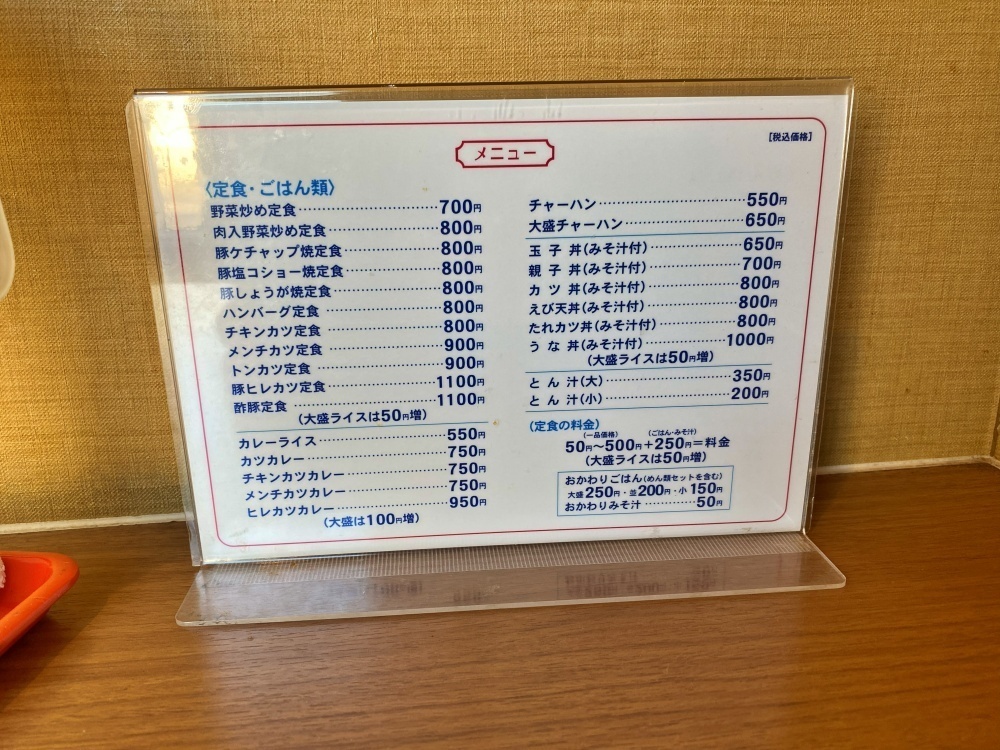 メニュー
[税込価格]
〈定食・ごはん類〉
野菜炒め定食 700円
肉入野菜炒め定食 800円
豚ケチャップ焼定食 800円
豚塩コショー焼定食 800円
豚しょうが焼定食 800円
ハンバーグ定食 800円
チキンカツ定食 800円
メンチカツ定食 900円
トンカツ定食 900円
豚ヒレカツ定食 1100円
酢豚定食 1100円
(大盛ライスは50円増)
カレーライス 550円
カツカレー 750円
チキンカツカレー 750円
メンチカツカレー 750円
ヒレカツカレー 950円
(大盛は100円増)
チャーハン 550円
大盛チャーハン 650円
玉子丼(みそ汁付) 650円
親子丼(みそ汁付) 700円
カツ丼(みそ汁付) 800円
えび天丼(みそ汁付) 800円
たれカツ丼(みそ汁付) 800円
うな丼(みそ汁付) 1000円
(大盛ライスは50円増)
とん汁(大) 350円
とん汁(小) 200円
(定食の料金)
(一品価格) (ごはん・みそ汁)
50円〜500円+250円=料金
(大盛ライスは50円増)
おかわりごはん(めん類セットを含む)
大盛250円・並200円・小150円
おかわりみそ汁 50円